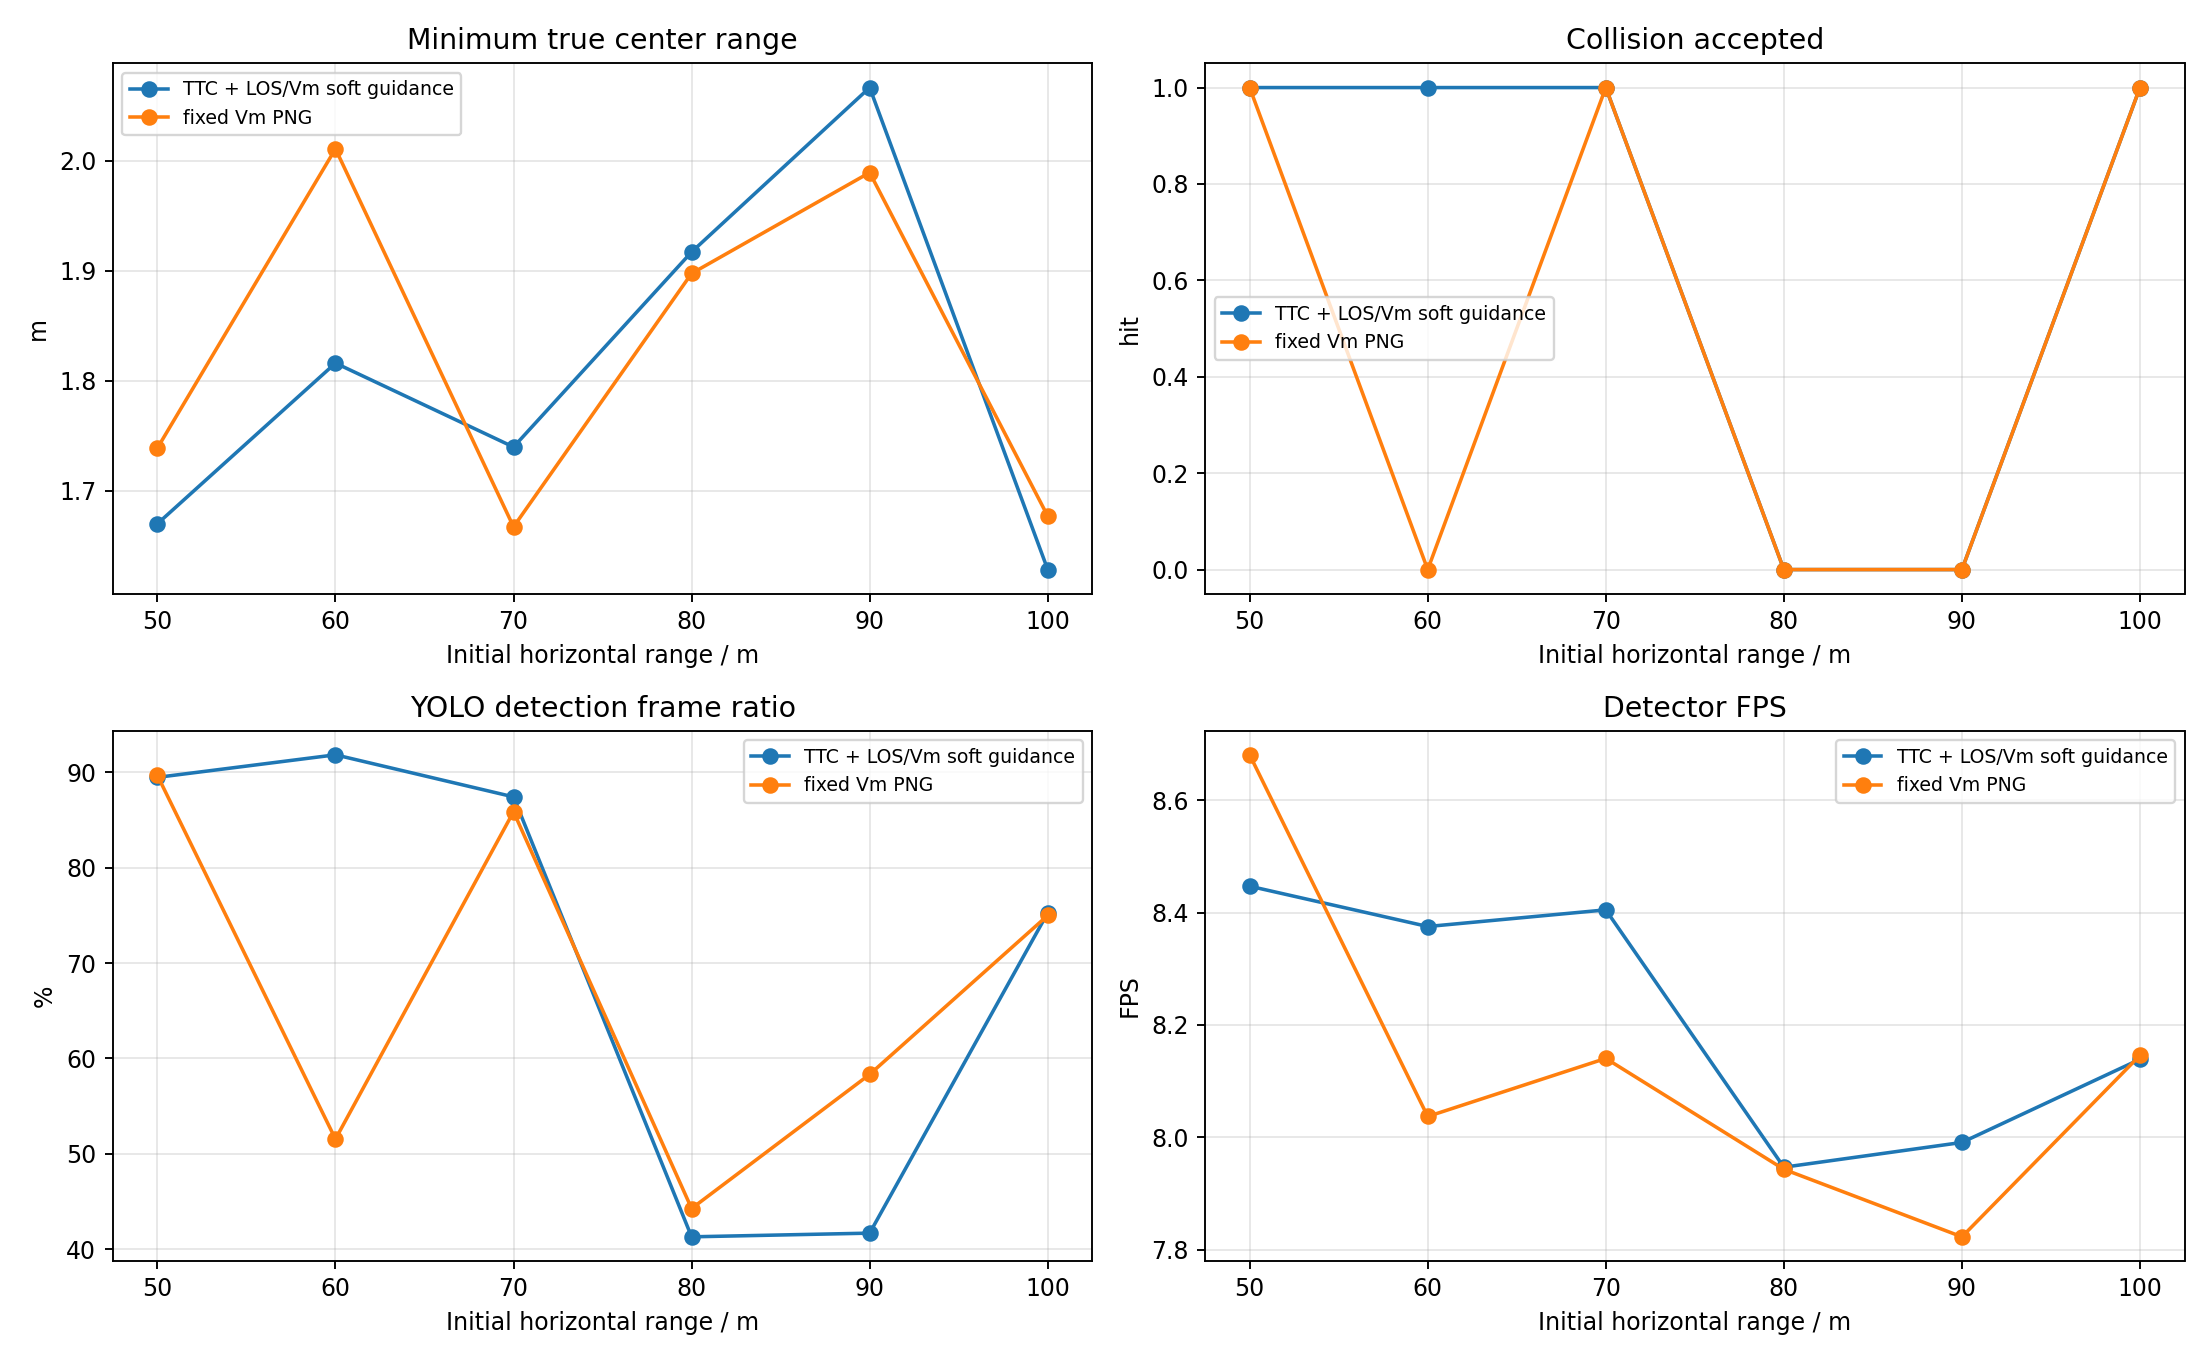 Minimum true center range
TTC + LOS/Vm soft guidance
fixed Vm PNG
m
2.0
1.9
1.8
1.7
50 60 70 80 90 100
Initial horizontal range / m
Collision accepted
TTC + LOS/Vm soft guidance
fixed Vm PNG
hit
1.0
0.8
0.6
0.4
0.2
0.0
50 60 70 80 90 100
Initial horizontal range / m
YOLO detection frame ratio
TTC + LOS/Vm soft guidance
fixed Vm PNG
%
90
80
70
60
50
40
50 60 70 80 90 100
Initial horizontal range / m
Detector FPS
TTC + LOS/Vm soft guidance
fixed Vm PNG
FPS
8.6
8.4
8.2
8.0
7.8
50 60 70 80 90 100
Initial horizontal range / m